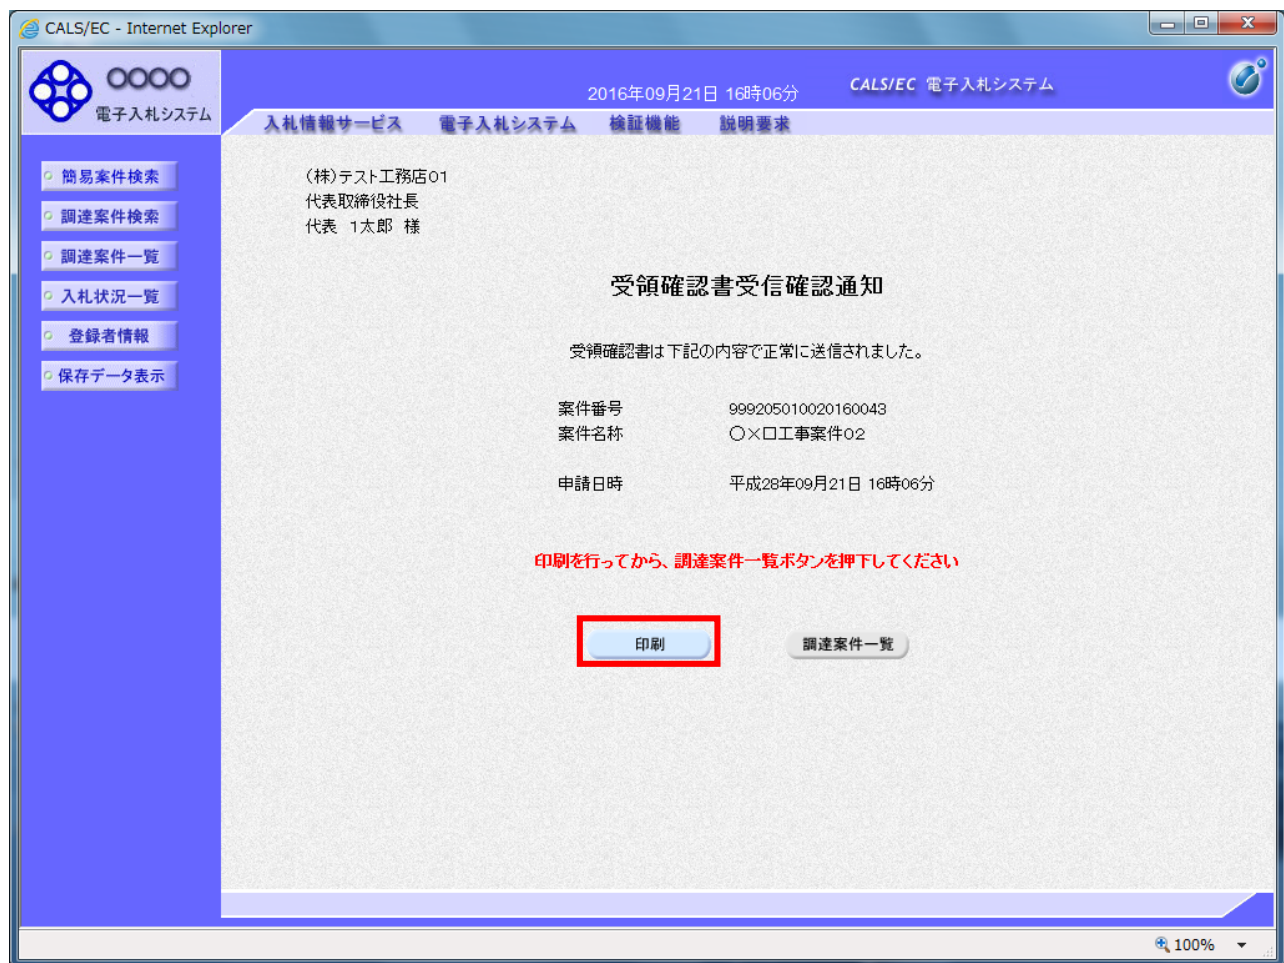 CALS/EC - Internet Explorer
○○○○
電子入札システム
2016年09月21日 16時06分
CALS/EC 電子入札システム
入札情報サービス 電子入札システム 検証機能 説明要求
簡易案件検索
調達案件検索
調達案件一覧
入札状況一覧
登録者情報
保存データ表示
(株)テスト工務店01
代表取締役社長
代表 1太郎 様
受領確認書受信確認通知
受領確認書は下記の内容で正常に送信されました。
案件番号 999205010020160043
案件名称 ○×口工事案件02
申請日時 平成28年09月21日 16時06分
印刷を行ってから、調達案件一覧ボタンを押下してください
印刷 調達案件一覧
100%